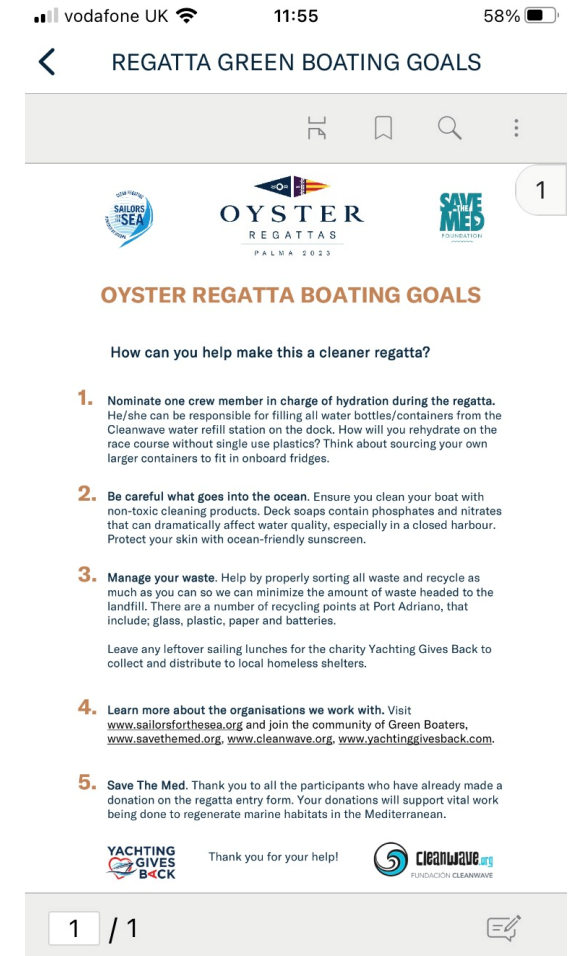 vodafone UK
11:55
58%
REGATTA GREEN BOATING GOALS
1
SAILORS
FOR THE
SEA
OYSTER
REGATTAS
PALMA 2023
SAVE
THE
MED
FOUNDATION
OYSTER REGATTA BOATING GOALS
How can you help make this a cleaner regatta?
1. Nominate one crew member in charge of hydration during the regatta.
He/she can be responsible for filling all water bottles/containers from the
Cleanwave water refill station on the dock. How will you rehydrate on the
race course without single use plastics? Think about sourcing your own
larger containers to fit in onboard fridges.
2. Be careful what goes into the ocean. Ensure you clean your boat with
non-toxic cleaning products. Deck soaps contain phosphates and nitrates
that can dramatically affect water quality, especially in a closed harbour.
Protect your skin with ocean-friendly sunscreen.
3. Manage your waste. Help by properly sorting all waste and recycle as
much as you can so we can minimize the amount of waste headed to the
landfill. There are a number of recycling points at Port Adriano, that
include; glass, plastic, paper and batteries.
Leave any leftover sailing lunches for the charity Yachting Gives Back to
collect and distribute to local homeless shelters.
4. Learn more about the organisations we work with. Visit
www.sailorsforthesea.org and join the community of Green Boaters,
www.savethemed.org, www.cleanwave.org, www.yachtinggivesback.com.
5. Save The Med. Thank you to all the participants who have already made a
donation on the regatta entry form. Your donations will support vital work
being done to regenerate marine habitats in the Mediterranean.
YACHTING
GIVES
BACK
Thank you for your help!
cleanwave.org
FUNDACIÓN CLEANWAVE
1 / 1